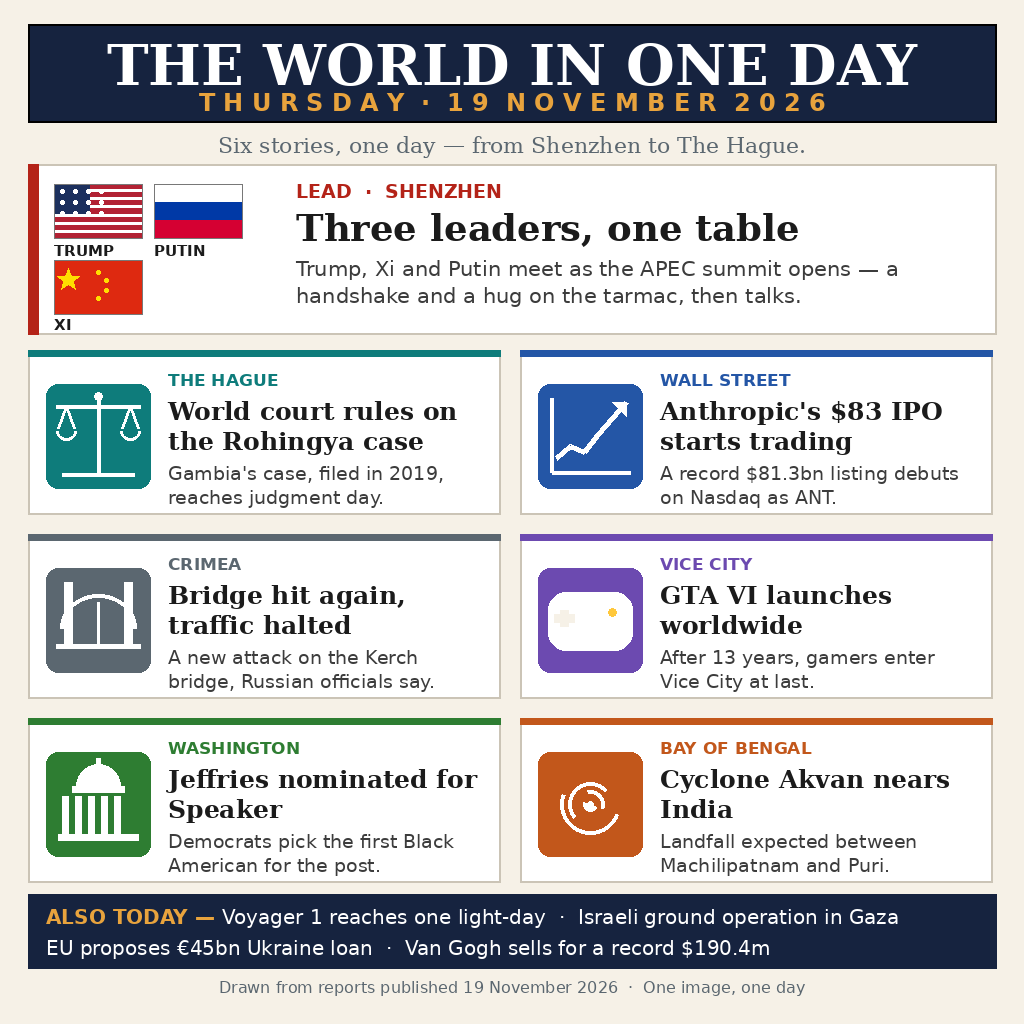 THE WORLD IN ONE DAY
THURSDAY · 19 NOVEMBER 2026
Six stories, one day — from Shenzhen to The Hague.
TRUMP
PUTIN
XI
LEAD · SHENZHEN
Three leaders, one table
Trump, Xi and Putin meet as the APEC summit opens — a
handshake and a hug on the tarmac, then talks.
THE HAGUE
World court rules on
the Rohingya case
Gambia's case, filed in 2019,
reaches judgment day.
WALL STREET
Anthropic's $83 IPO
starts trading
A record $81.3bn listing debuts
on Nasdaq as ANT.
CRIMEA
Bridge hit again,
traffic halted
A new attack on the Kerch
bridge, Russian officials say.
VICE CITY
GTA VI launches
worldwide
After 13 years, gamers enter
Vice City at last.
WASHINGTON
Jeffries nominated for
Speaker
Democrats pick the first Black
American for the post.
BAY OF BENGAL
Cyclone Akvan nears
India
Landfall expected between
Machilipatnam and Puri.
ALSO TODAY — Voyager 1 reaches one light-day · Israeli ground operation in Gaza
EU proposes €45bn Ukraine loan · Van Gogh sells for a record $190.4m
Drawn from reports published 19 November 2026 · One image, one day